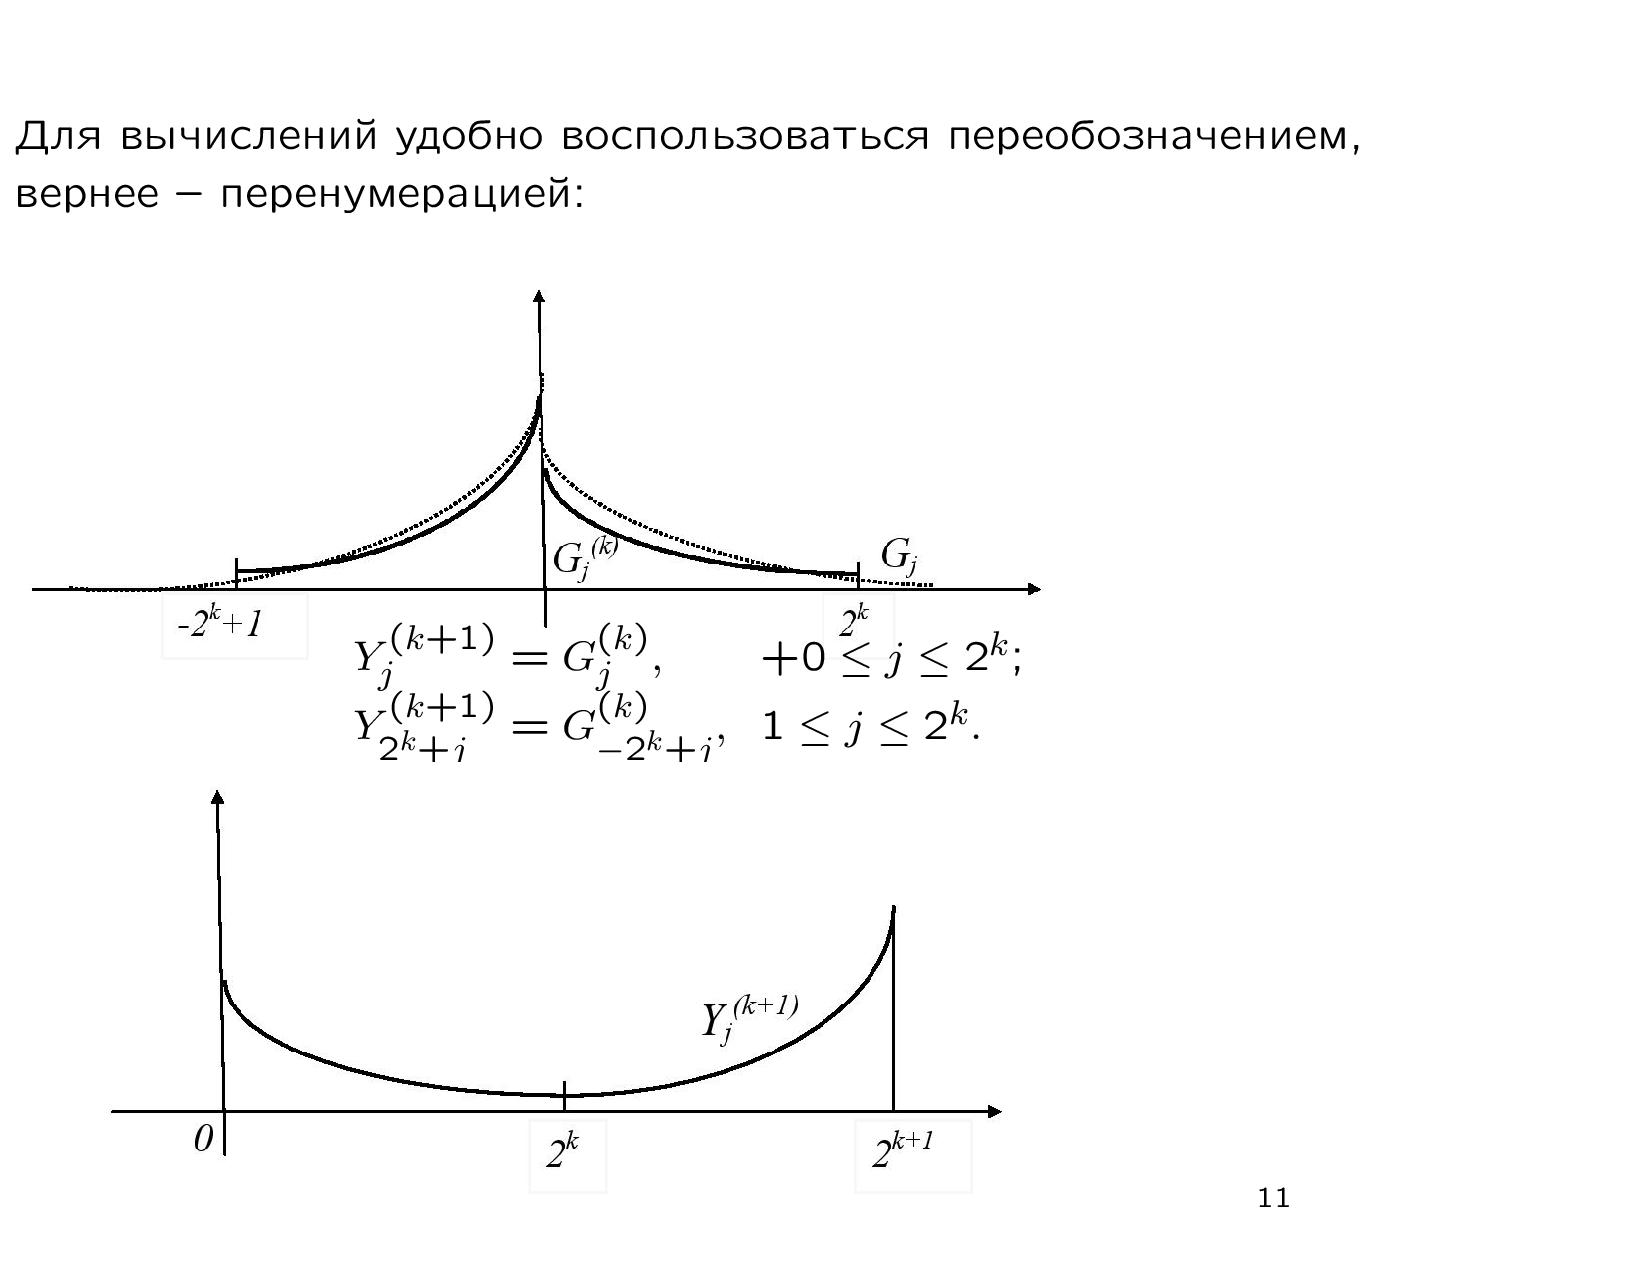 Для вычислений удобно воспользоваться переобозначением,
вернее – перенумерацией:
G_j^{(k)}
G_j
-2^k+1
2^k
Y_j^{(k+1)} = G_j^{(k)}, +0 ≤ j ≤ 2^k;
Y_{2^k+j}^{(k+1)} = G_{-2^k+j}^{(k)}, 1 ≤ j ≤ 2^k.
Y_j^{(k+1)}
0
2^k
2^{k+1}
11